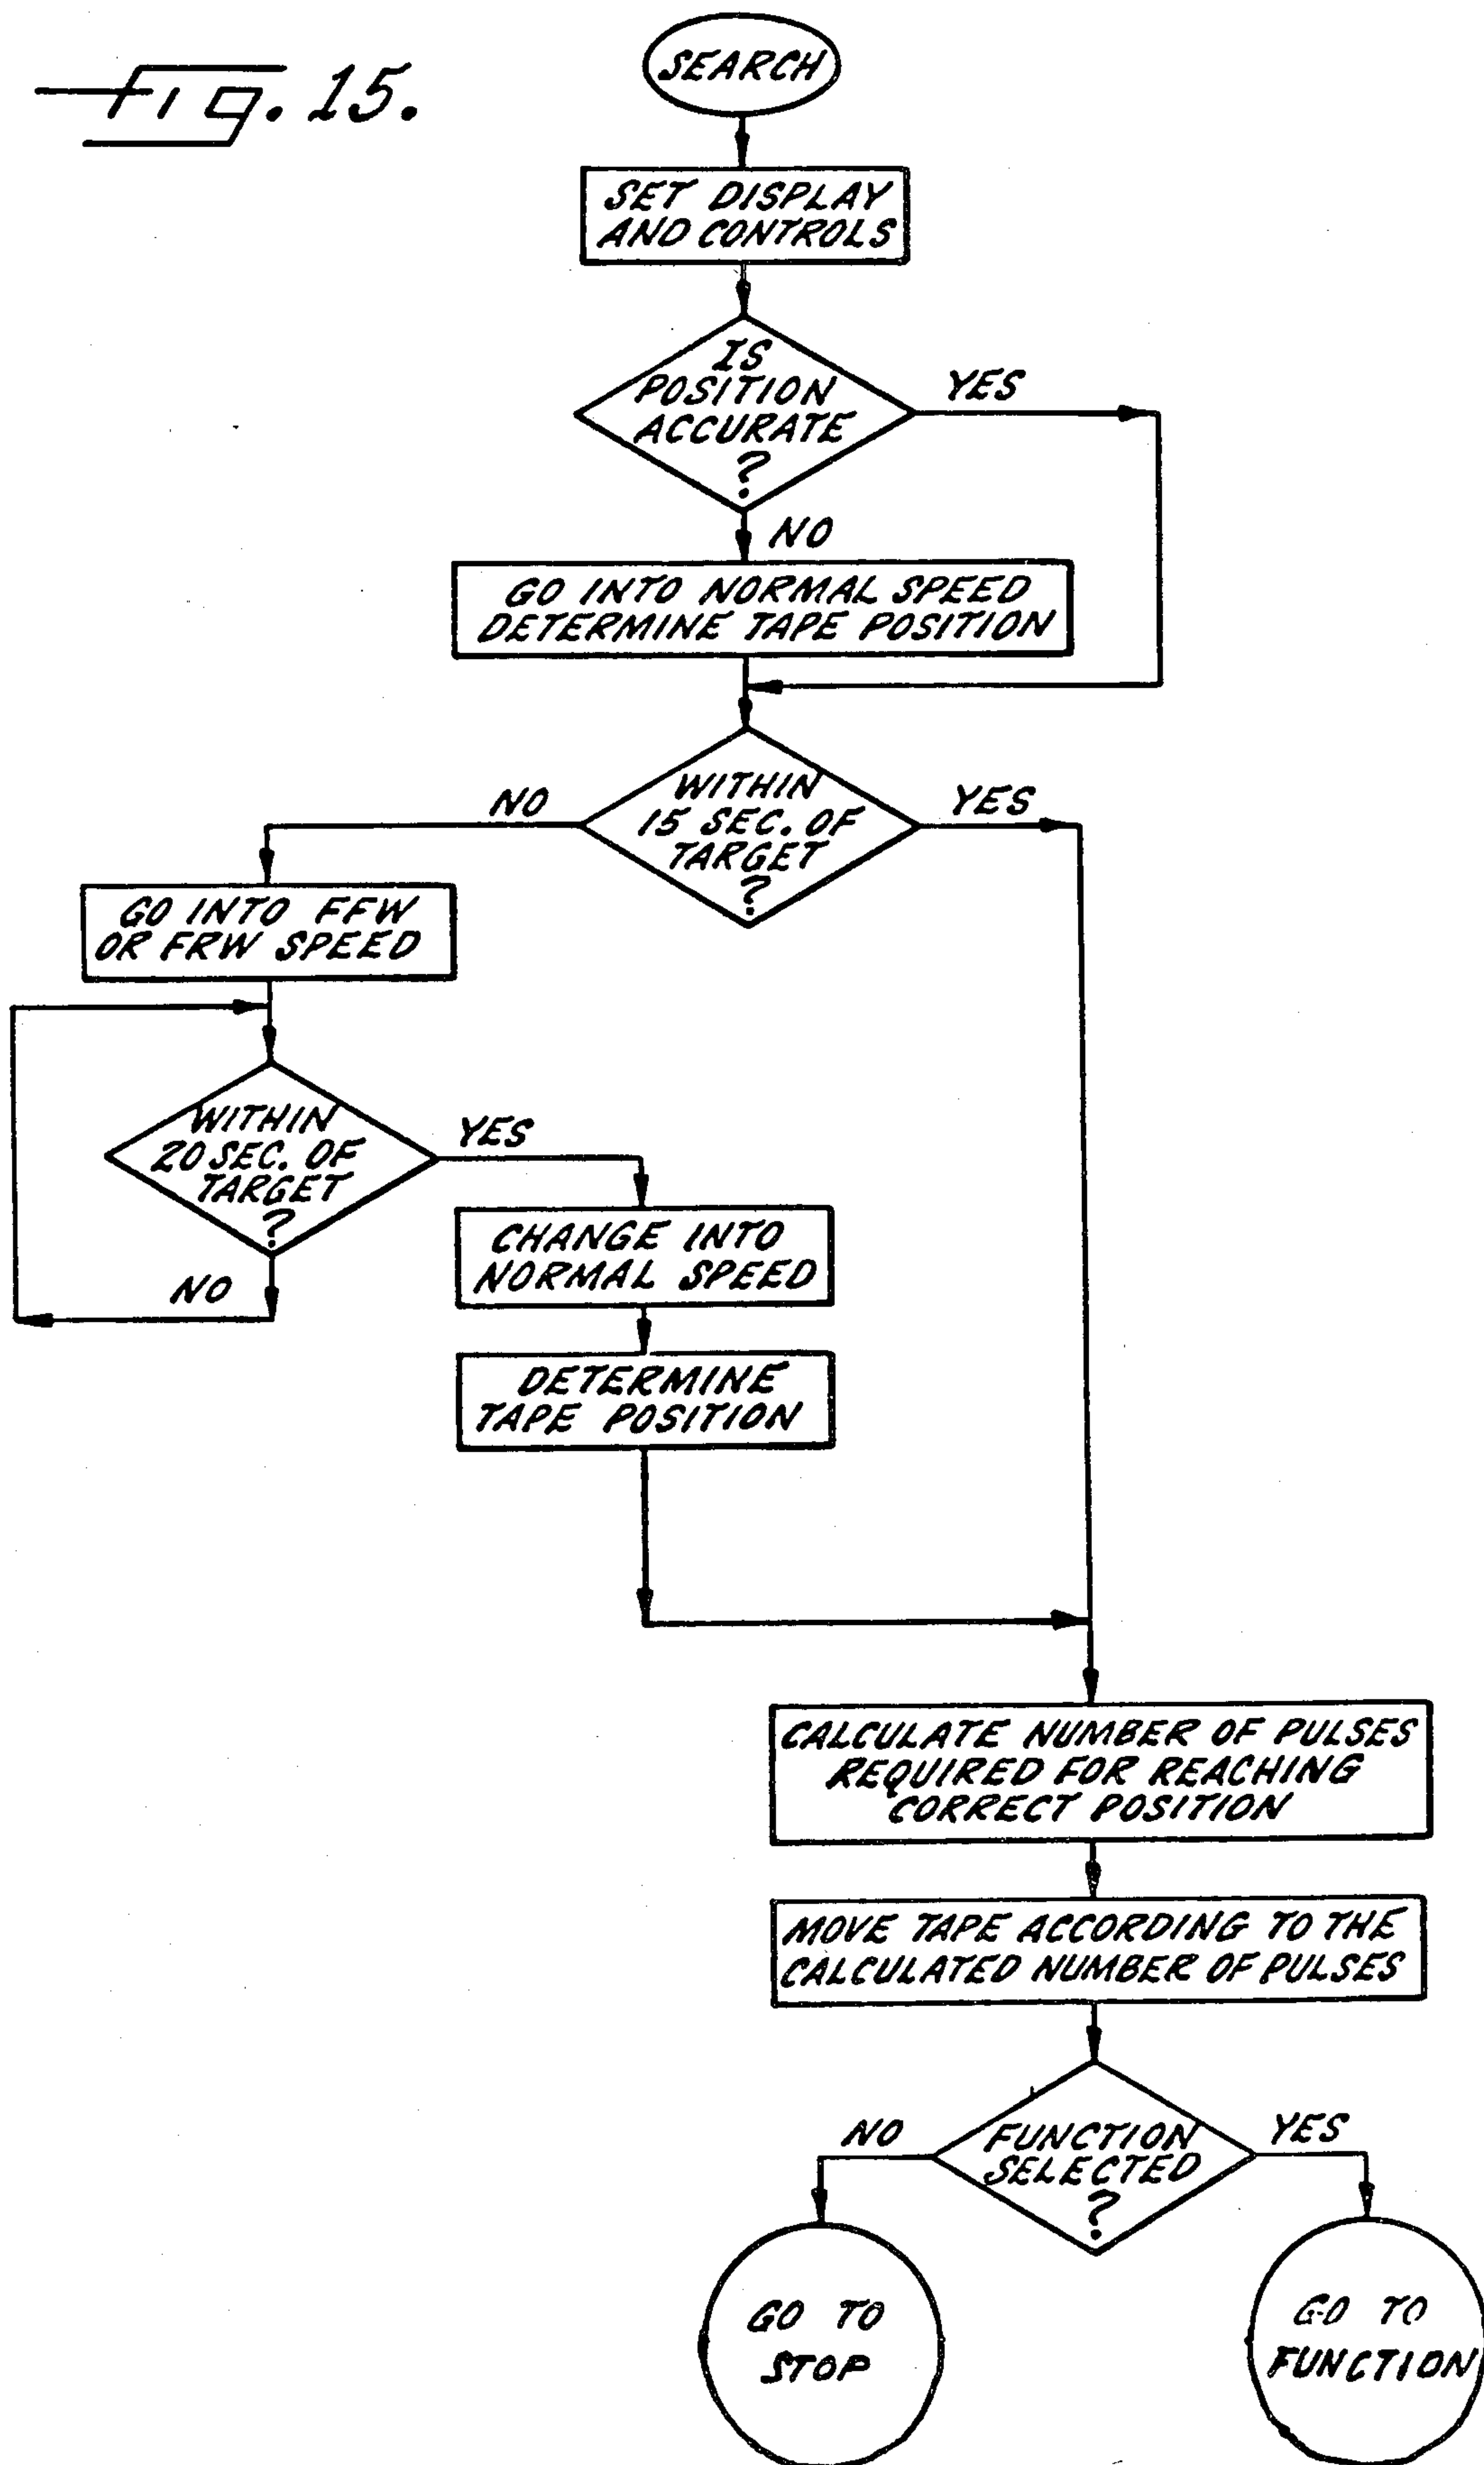 Fig. 15.
SEARCH
SET DISPLAY
AND CONTROLS
IS
POSITION
ACCURATE
?
YES
NO
GO INTO NORMAL SPEED
DETERMINE TAPE POSITION
WITHIN
15 SEC. OF
TARGET
?
NO
YES
GO INTO FFW
OR FRW SPEED
WITHIN
20 SEC. OF
TARGET
?
YES
NO
CHANGE INTO
NORMAL SPEED
DETERMINE
TAPE POSITION
CALCULATE NUMBER OF PULSES
REQUIRED FOR REACHING
CORRECT POSITION
MOVE TAPE ACCORDING TO THE
CALCULATED NUMBER OF PULSES
FUNCTION
SELECTED
?
NO
YES
GO TO
STOP
GO TO
FUNCTION